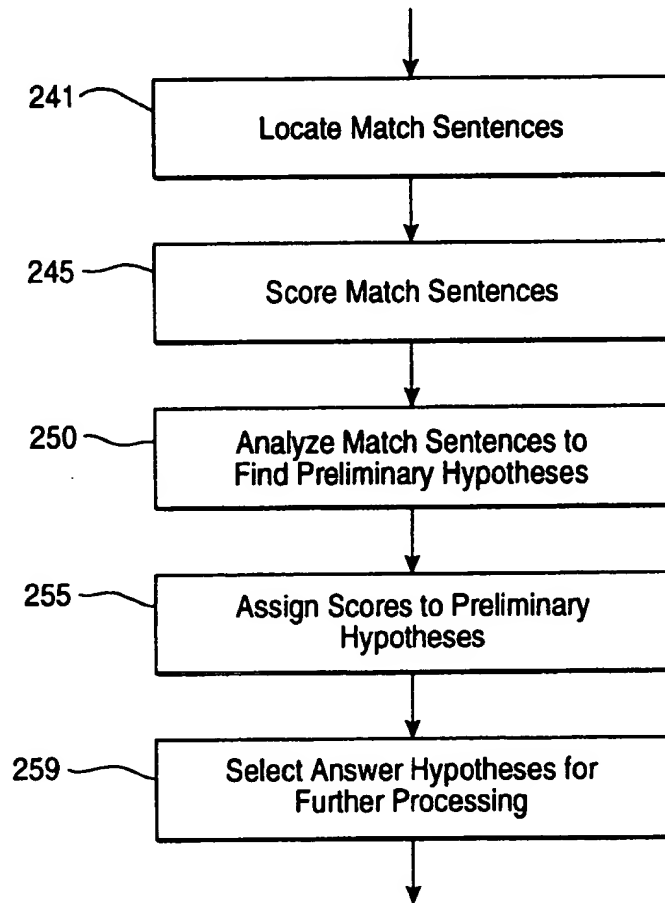 241
Locate Match Sentences
245
Score Match Sentences
250
Analyze Match Sentences to
Find Preliminary Hypotheses
255
Assign Scores to Preliminary
Hypotheses
259
Select Answer Hypotheses for
Further Processing